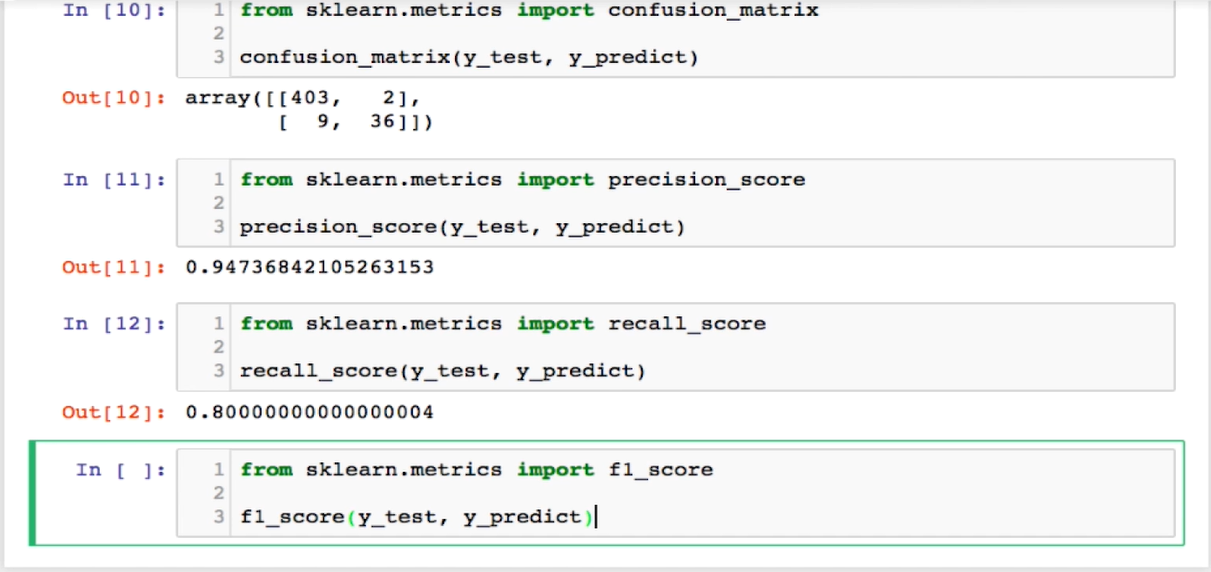 In [10]: 1 from sklearn.metrics import confusion_matrix
2
3 confusion_matrix(y_test, y_predict)
Out[10]: array([[403,   2],
       [  9,  36]])
In [11]: 1 from sklearn.metrics import precision_score
2
3 precision_score(y_test, y_predict)
Out[11]: 0.94736842105263153
In [12]: 1 from sklearn.metrics import recall_score
2
3 recall_score(y_test, y_predict)
Out[12]: 0.80000000000000004
In [ ]: 1 from sklearn.metrics import f1_score
2
3 f1_score(y_test, y_predict)